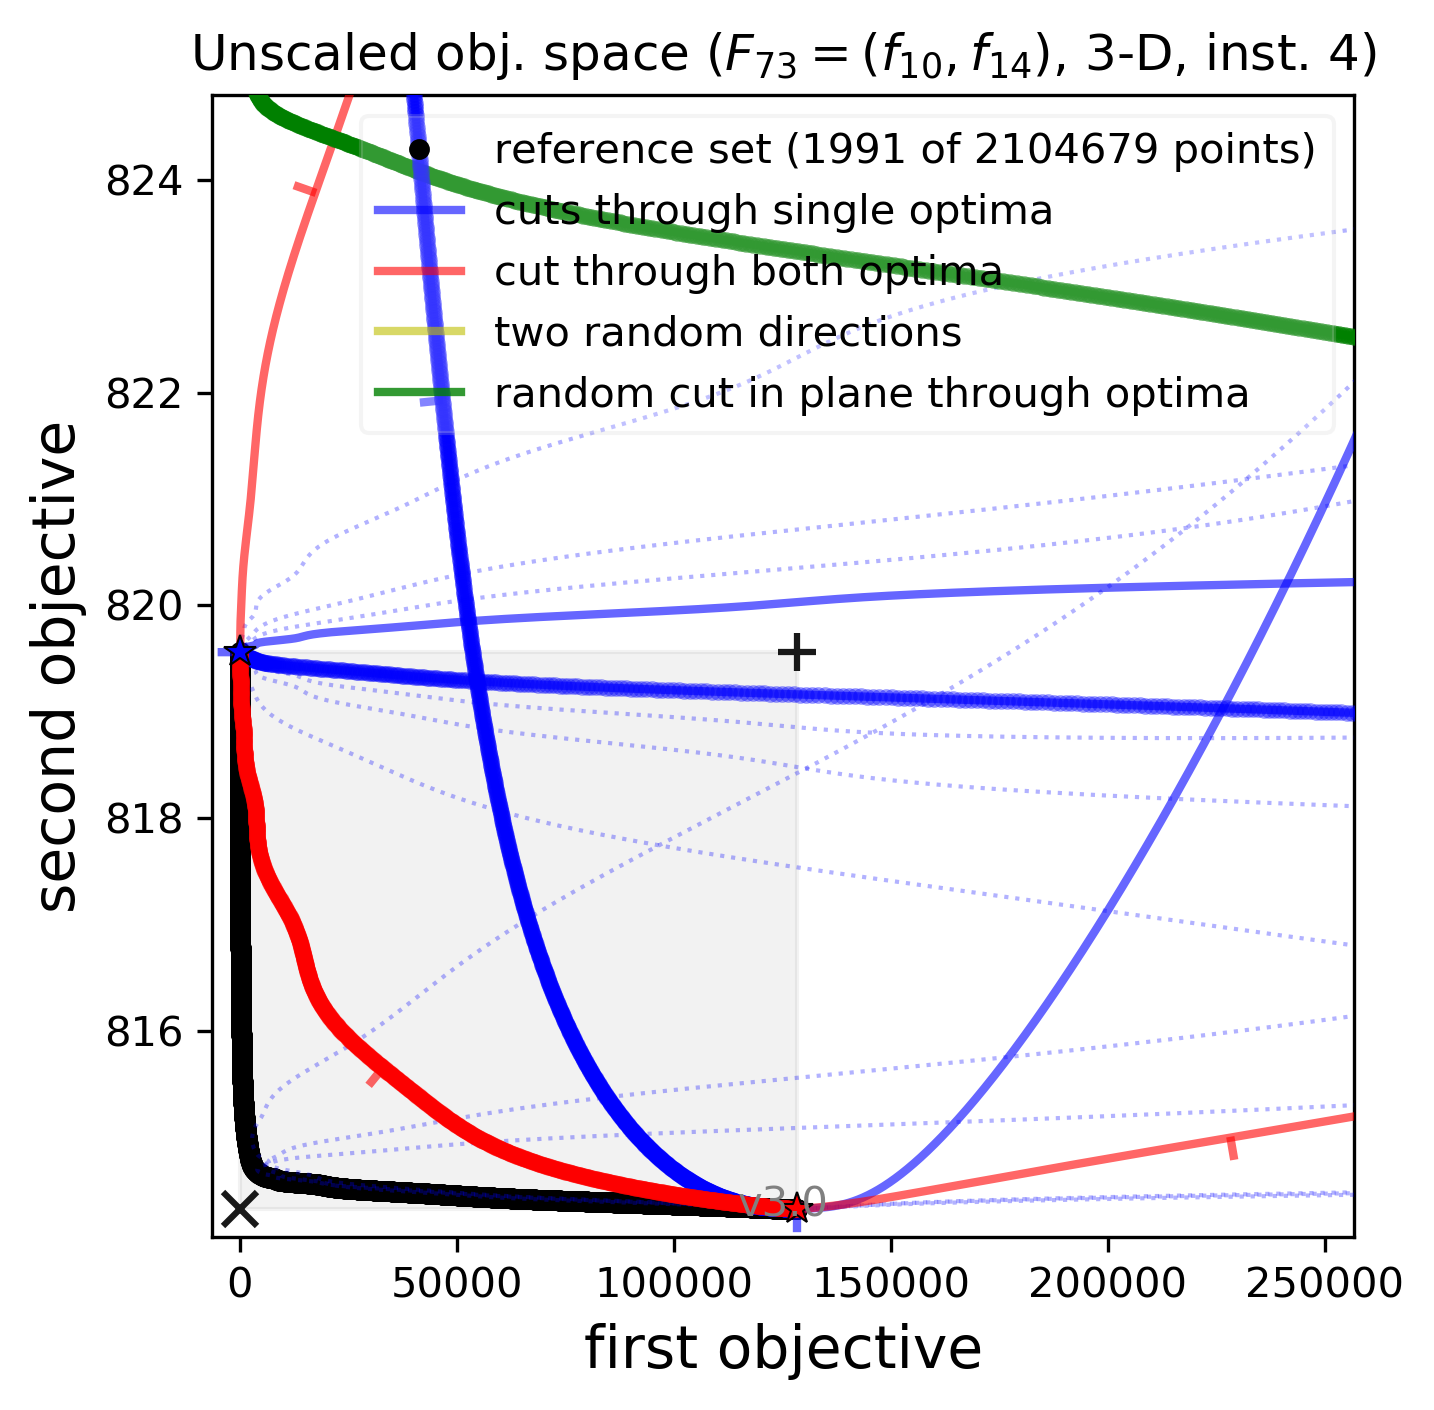 Unscaled obj. space (F73 = (f10, f14), 3-D, inst. 4)
reference set (1991 of 2104679 points)
cuts through single optima
cut through both optima
two random directions
random cut in plane through optima
824
822
820
818
816
second objective
v3.0
0 50000 100000 150000 200000 250000
first objective